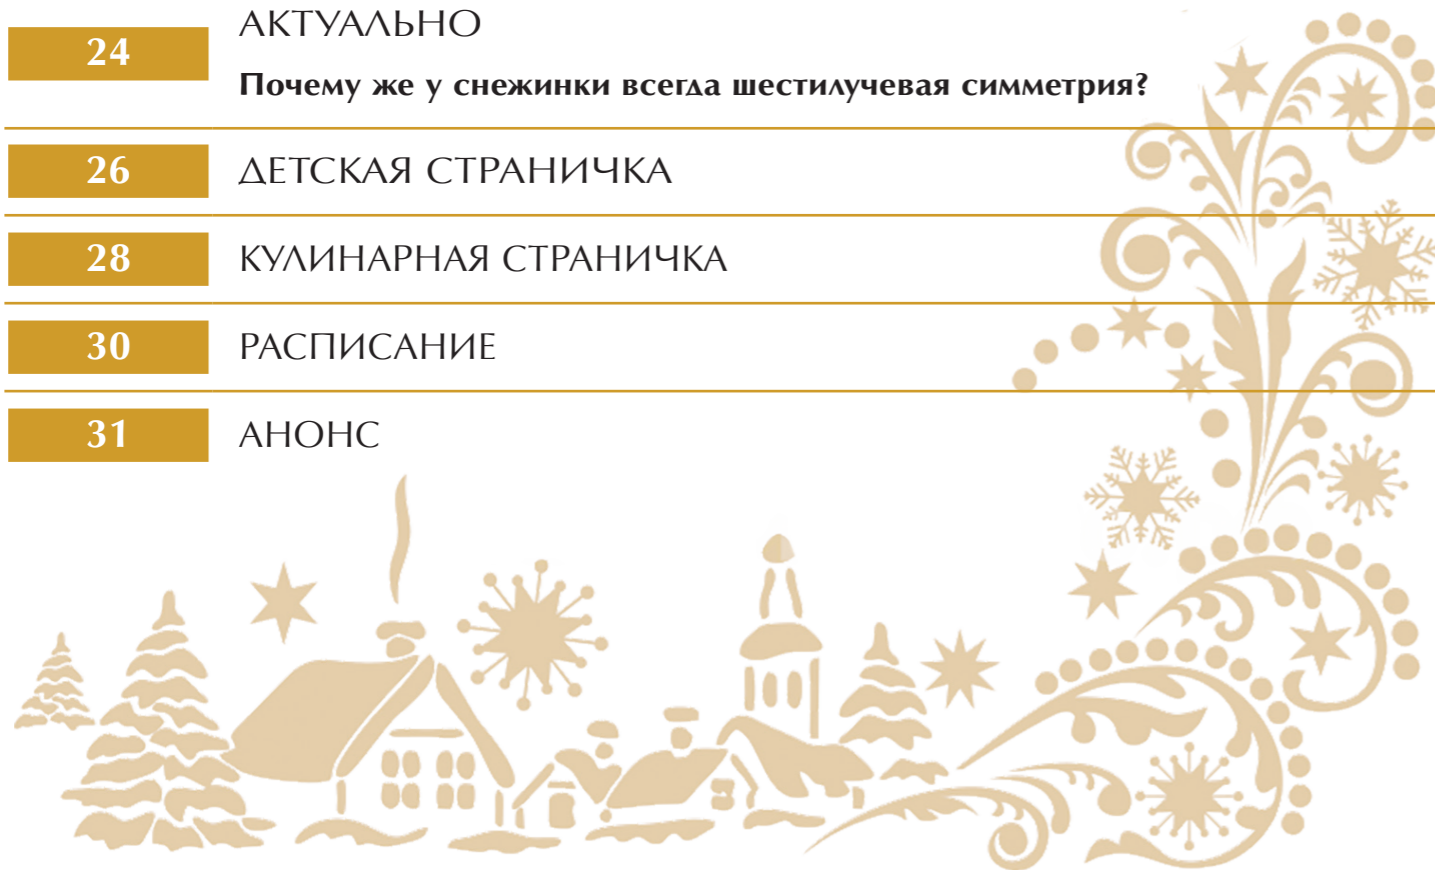 24
АКТУАЛЬНО
Почему же у снежинки всегда шестилучевая симметрия?
26 ДЕТСКАЯ СТРАНИЧКА
28 КУЛИНАРНАЯ СТРАНИЧКА
30 РАСПИСАНИЕ
31 АНОНС